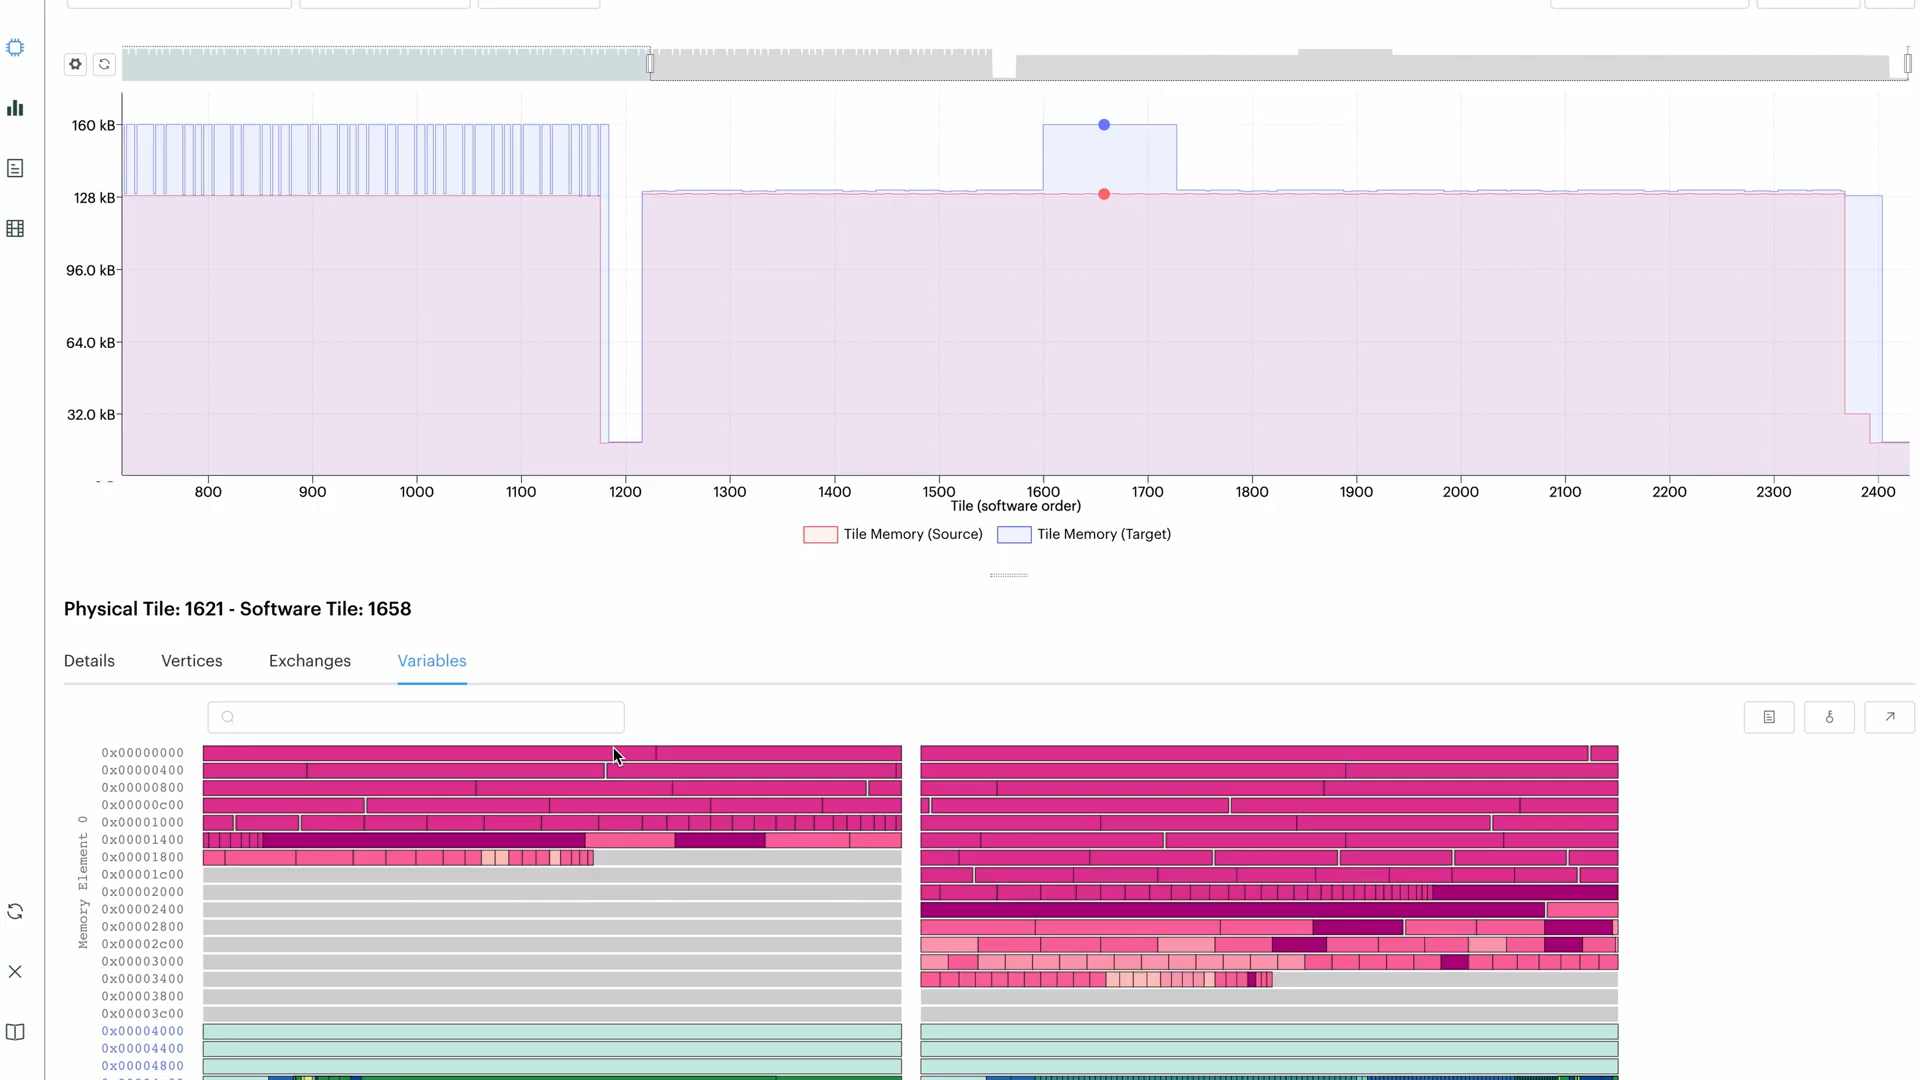 160 kB
128 kB
96.0 kB
64.0 kB
32.0 kB
800 900 1000 1100 1200 1300 1400 1500 1600 1700 1800 1900 2000 2100 2200 2300 2400
Tile (software order)
Tile Memory (Source) Tile Memory (Target)
Physical Tile: 1621 - Software Tile: 1658
Details Vertices Exchanges Variables
Memory Element 0
0x00000000
0x00000400
0x00000800
0x00000c00
0x00001000
0x00001400
0x00001800
0x00001c00
0x00002000
0x00002400
0x00002800
0x00002c00
0x00003000
0x00003400
0x00003800
0x00003c00
0x00004000
0x00004400
0x00004800